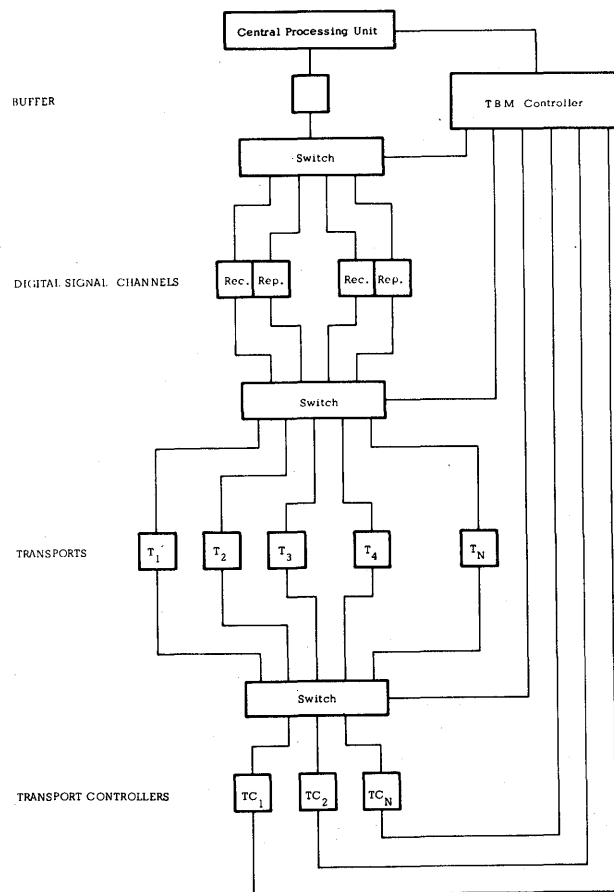 Central Processing Unit
BUFFER
TBM Controller
Switch
DIGITAL SIGNAL CHANNELS
Rec. Rep. Rec. Rep.
Switch
TRANSPORTS
T1 T2 T3 T4 TN
Switch
TRANSPORT CONTROLLERS
TC1 TC2 TCN